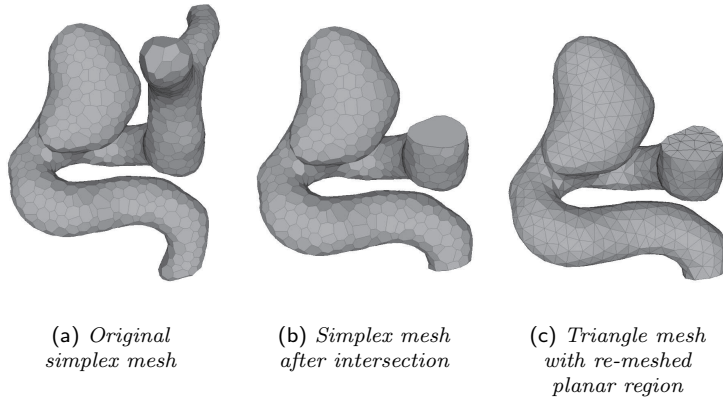 (a) Original
simplex mesh
(b) Simplex mesh
after intersection
(c) Triangle mesh
with re-meshed
planar region